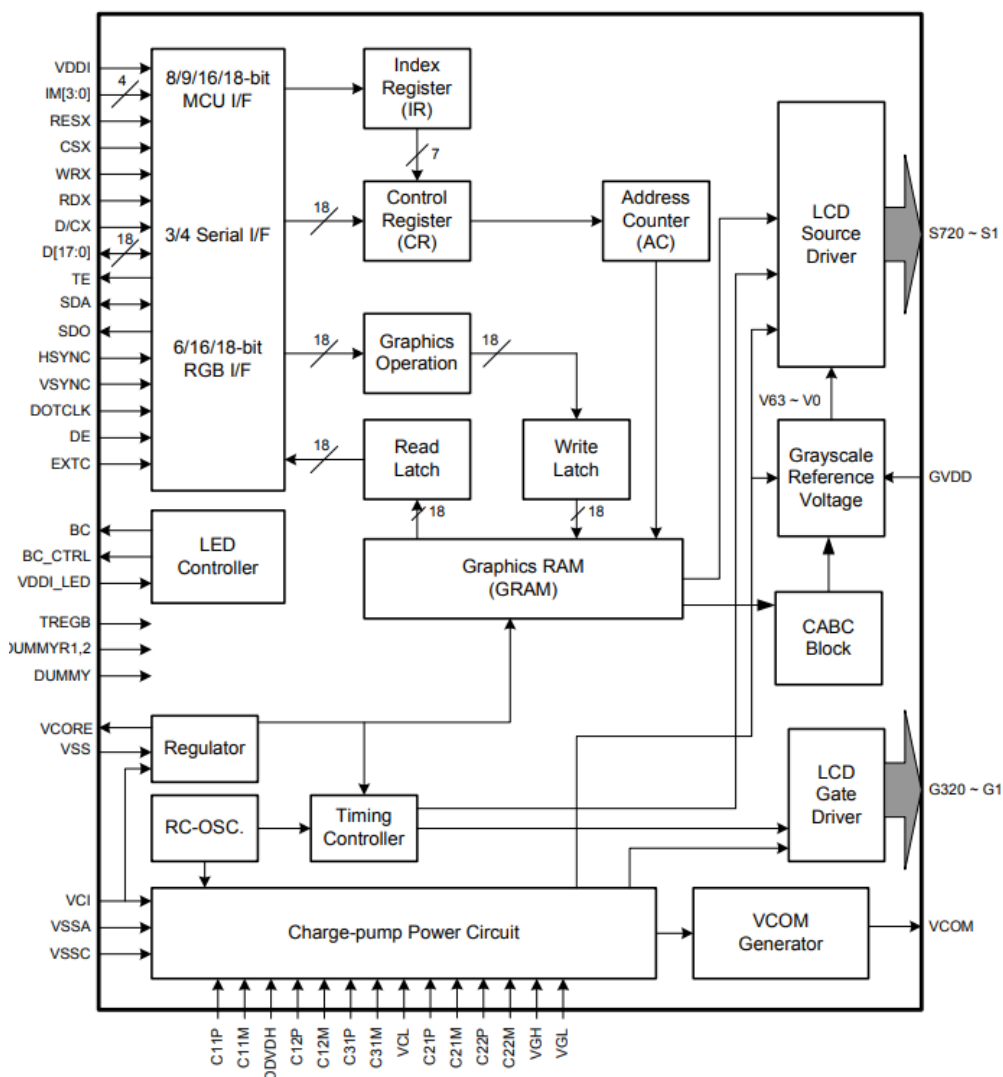 VDDI
IM[3:0]
4
RESX
CSX
WRX
RDX
D/CX
D[17:0]
18
TE
SDA
SDO
HSYNC
VSYNC
DOTCLK
DE
EXTC
8/9/16/18-bit
MCU I/F
3/4 Serial I/F
6/16/18-bit
RGB I/F
Index
Register
(IR)
7
18
Control
Register
(CR)
Address
Counter
(AC)
18
Graphics
Operation
18
18
Read
Latch
Write
Latch
18
18
Graphics RAM
(GRAM)
LCD
Source
Driver
S720 ~ S1
V63 ~ V0
Grayscale
Reference
Voltage
GVDD
CABC
Block
BC
BC_CTRL
VDDI_LED
LED
Controller
TREGB
DUMMYR1,2
DUMMY
VCORE
VSS
Regulator
RC-OSC.
Timing
Controller
LCD
Gate
Driver
G320 ~ G1
VCI
VSSA
VSSC
Charge-pump Power Circuit
VCOM
Generator
VCOM
C11P
C11M
DDVDH
C12P
C12M
C31P
C31M
VCL
C21P
C21M
C22P
C22M
VGH
VGL